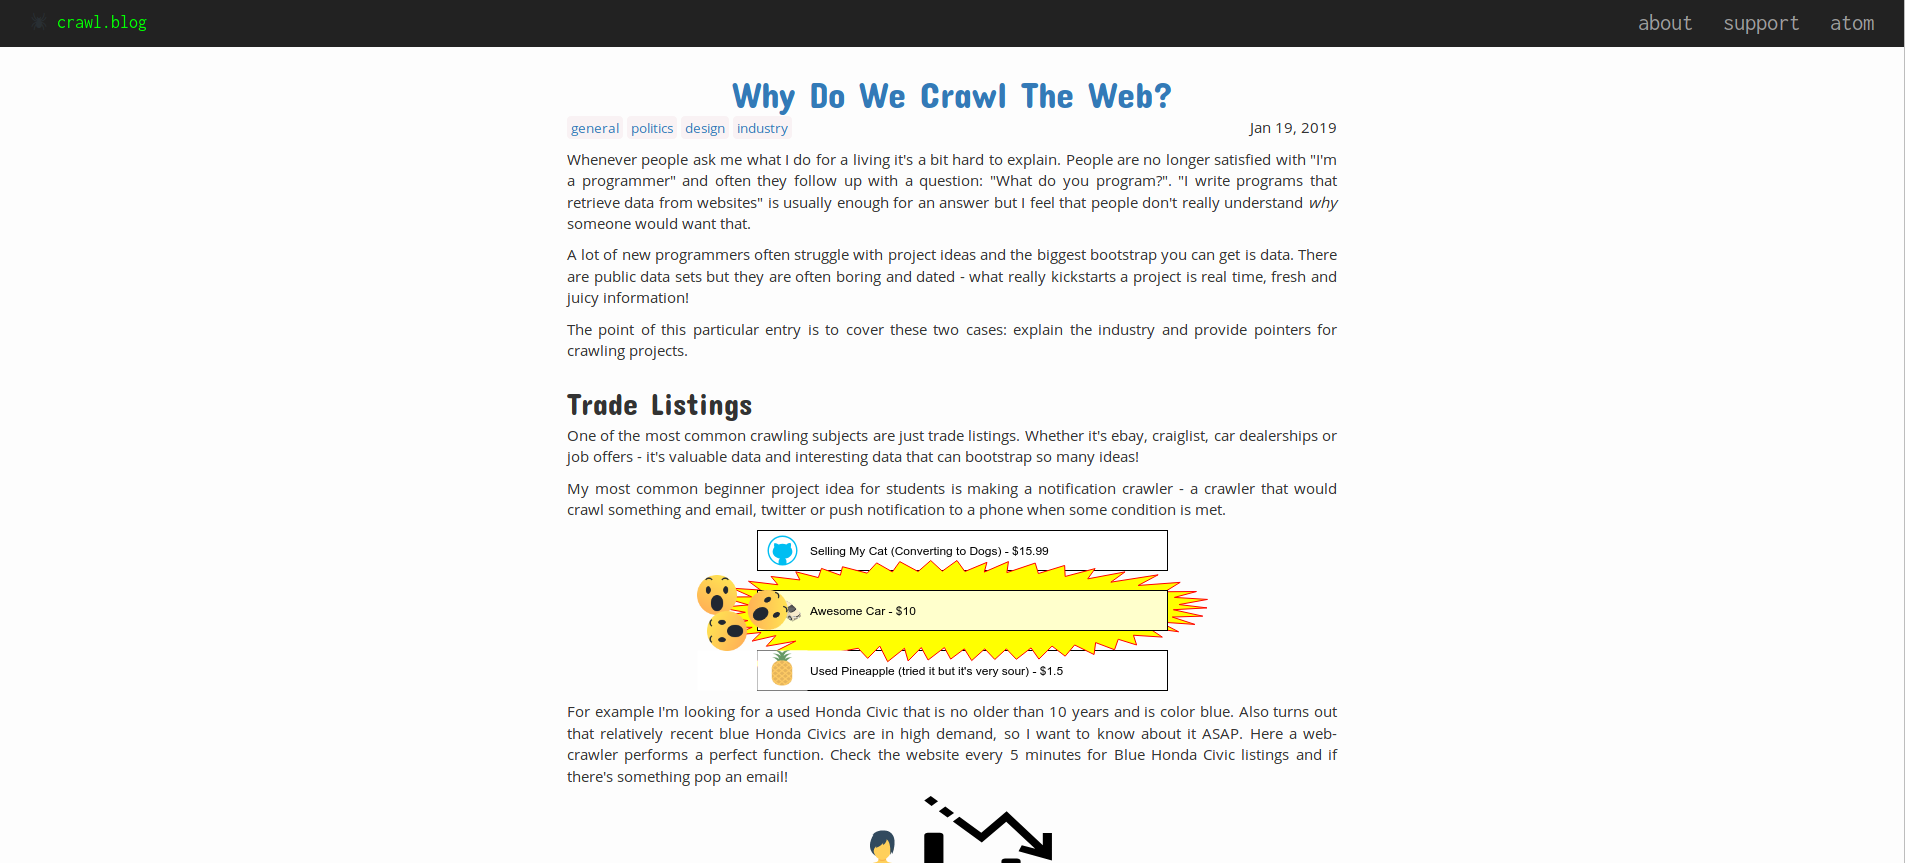 crawl.blog
about support atom
Why Do We Crawl The Web?
general politics design industry
Jan 19, 2019
Whenever people ask me what I do for a living it's a bit hard to explain. People are no longer satisfied with "I'm
a programmer" and often they follow up with a question: "What do you program?". "I write programs that
retrieve data from websites" is usually enough for an answer but I feel that people don't really understand why
someone would want that.
A lot of new programmers often struggle with project ideas and the biggest bootstrap you can get is data. There
are public data sets but they are often boring and dated - what really kickstarts a project is real time, fresh and
juicy information!
The point of this particular entry is to cover these two cases: explain the industry and provide pointers for
crawling projects.
Trade Listings
One of the most common crawling subjects are just trade listings. Whether it's ebay, craiglist, car dealerships or
job offers - it's valuable data and interesting data that can bootstrap so many ideas!
My most common beginner project idea for students is making a notification crawler - a crawler that would
crawl something and email, twitter or push notification to a phone when some condition is met.
Selling My Cat (Converting to Dogs) - $15.99
Awesome Car - $10
Used Pineapple (tried it but it's very sour) - $1.5
For example I'm looking for a used Honda Civic that is no older than 10 years and is color blue. Also turns out
that relatively recent blue Honda Civics are in high demand, so I want to know about it ASAP. Here a web-
crawler performs a perfect function. Check the website every 5 minutes for Blue Honda Civic listings and if
there's something pop an email!